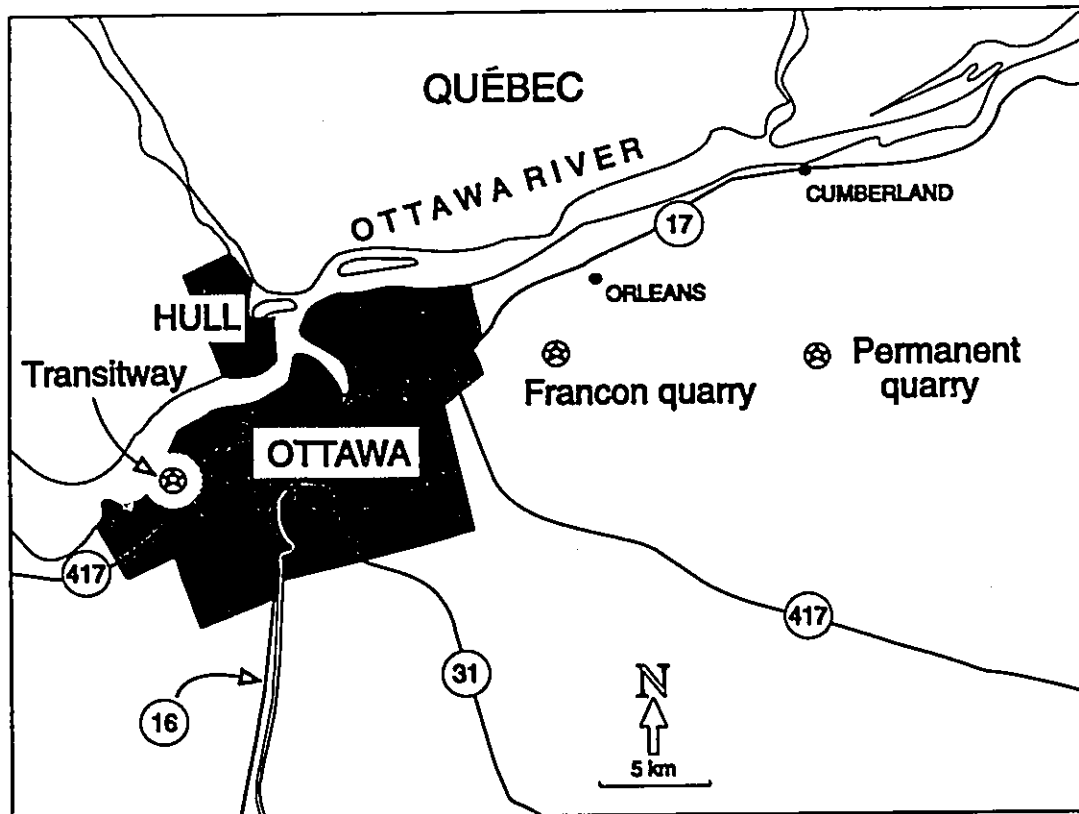 QUÉBEC
OTTAWA RIVER
CUMBERLAND
17
ORLEANS
HULL
Transitway
Francon quarry
Permanent
quarry
OTTAWA
417
417
31
16
N
5 km